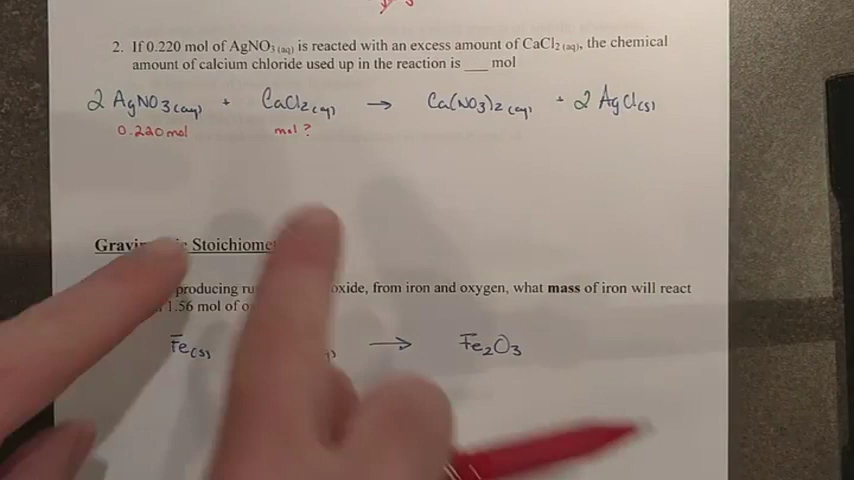 2. If 0.220 mol of AgNO3 (aq) is reacted with an excess amount of CaCl2 (aq), the chemical
amount of calcium chloride used up in the reaction is ___ mol
2 AgNO3(aq) + CaCl2(aq) → Ca(NO3)2(aq) + 2 AgCl(s)
0.220 mol mol ?
Stoichiomet
producing oxide, from iron and oxygen, what mass of iron will react
1.56 mol of
Fe(s) → Fe2O3